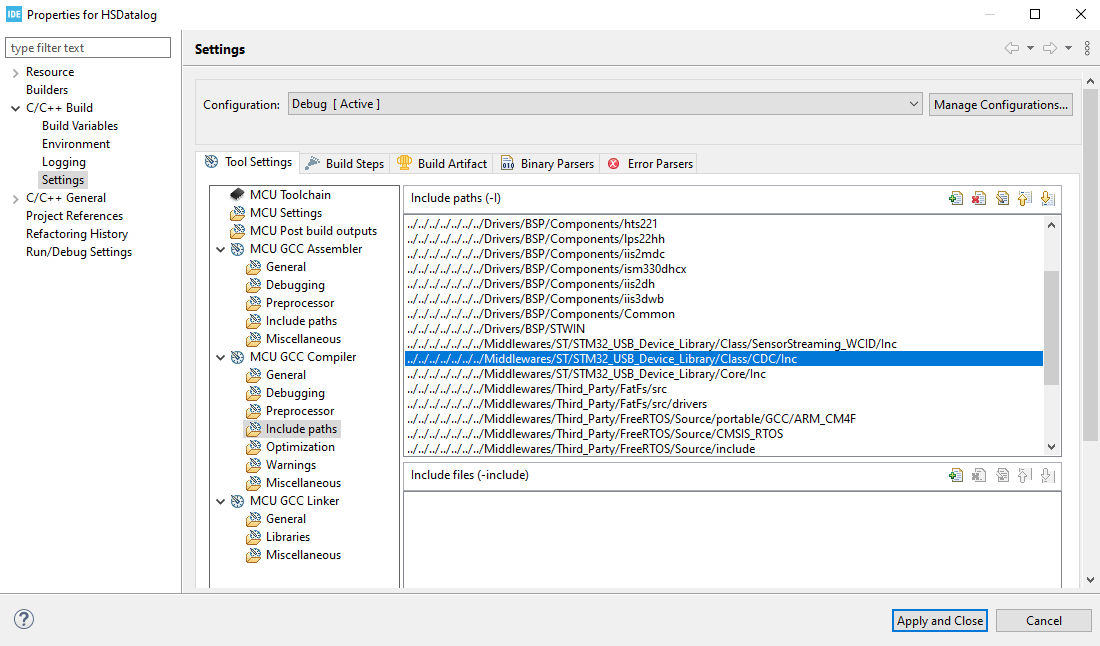 IDE Properties for HSDatalog
type filter text
Resource
Builders
C/C++ Build
Build Variables
Environment
Logging
Settings
C/C++ General
Project References
Refactoring History
Run/Debug Settings
Settings
Configuration: Debug [ Active ] Manage Configurations...
Tool Settings Build Steps Build Artifact Binary Parsers Error Parsers
MCU Toolchain
MCU Settings
MCU Post build outputs
MCU GCC Assembler
General
Debugging
Preprocessor
Include paths
Miscellaneous
MCU GCC Compiler
General
Debugging
Preprocessor
Include paths
Optimization
Warnings
Miscellaneous
MCU GCC Linker
General
Libraries
Miscellaneous
Include paths (-I)
../../../../../../../Drivers/BSP/Components/hts221
../../../../../../../Drivers/BSP/Components/lps22hh
../../../../../../../Drivers/BSP/Components/iis2mdc
../../../../../../../Drivers/BSP/Components/ism330dhcx
../../../../../../../Drivers/BSP/Components/iis2dh
../../../../../../../Drivers/BSP/Components/iis3dwb
../../../../../../../Drivers/BSP/Components/Common
../../../../../../../Drivers/BSP/STWIN
../../../../../../../Middlewares/ST/STM32_USB_Device_Library/Class/SensorStreaming_WCID/Inc
../../../../../../../Middlewares/ST/STM32_USB_Device_Library/Class/CDC/Inc
../../../../../../../Middlewares/ST/STM32_USB_Device_Library/Core/Inc
../../../../../../../Middlewares/Third_Party/FatFs/src
../../../../../../../Middlewares/Third_Party/FatFs/src/drivers
../../../../../../../Middlewares/Third_Party/FreeRTOS/Source/portable/GCC/ARM_CM4F
../../../../../../../Middlewares/Third_Party/FreeRTOS/Source/CMSIS_RTOS
../../../../../../../Middlewares/Third_Party/FreeRTOS/Source/include
Include files (-include)
? Apply and Close Cancel